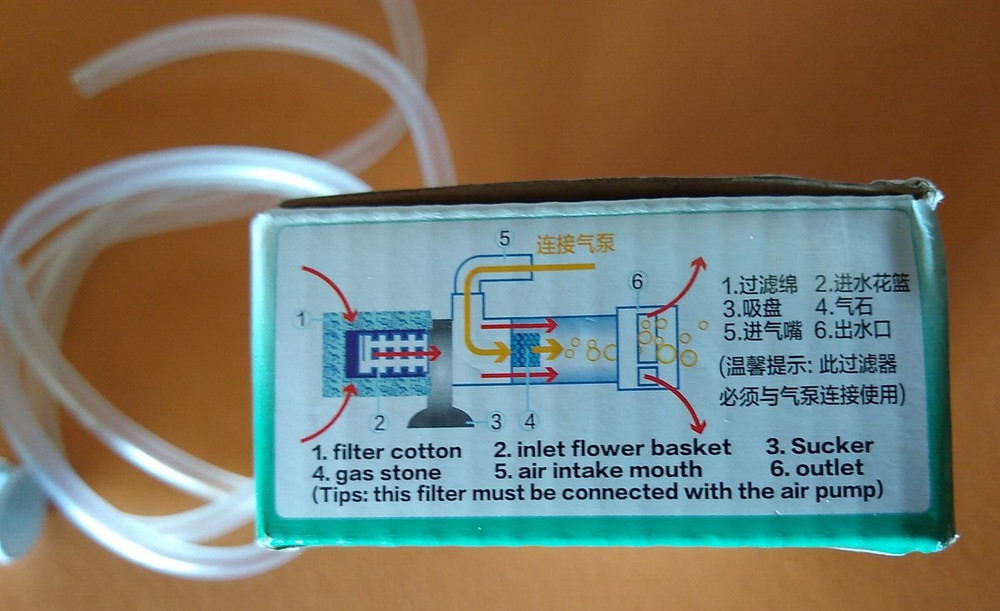 5 连接气泵
6
1
2
3
4
1.过滤绵 2.进水花篮
3.吸盘 4.气石
5.进气嘴 6.出水口
(温馨提示: 此过滤器
必须与气泵连接使用)
1. filter cotton 2. inlet flower basket 3. Sucker
4. gas stone 5. air intake mouth 6. outlet
(Tips: this filter must be connected with the air pump)